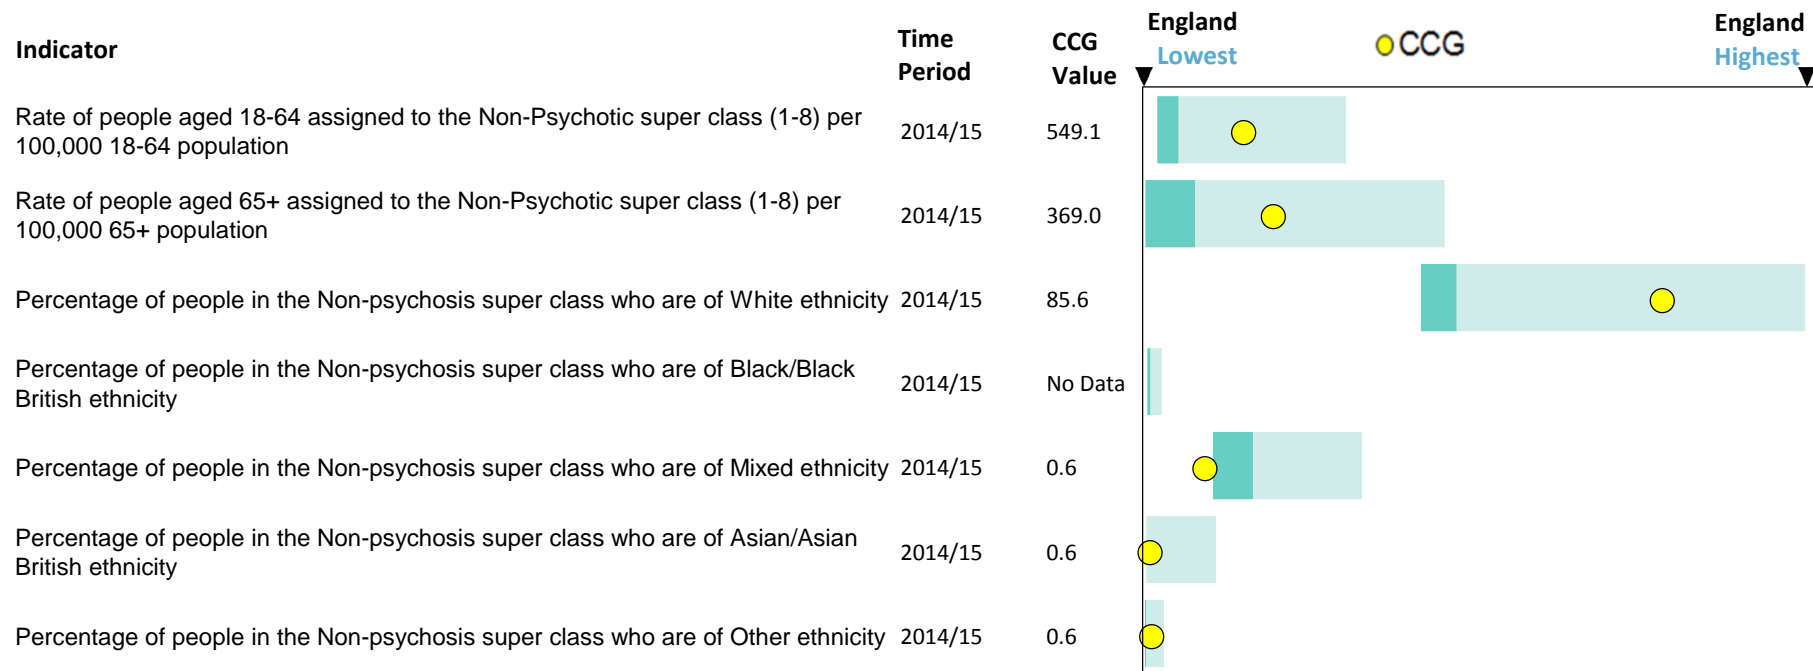 Indicator
Time Period
CCG Value
England Lowest
CCG
England Highest
Rate of people aged 18-64 assigned to the Non-Psychotic super class (1-8) per
100,000 18-64 population
2014/15
549.1
Rate of people aged 65+ assigned to the Non-Psychotic super class (1-8) per
100,000 65+ population
2014/15
369.0
Percentage of people in the Non-psychosis super class who are of White ethnicity
2014/15
85.6
Percentage of people in the Non-psychosis super class who are of Black/Black
British ethnicity
2014/15
No Data
Percentage of people in the Non-psychosis super class who are of Mixed ethnicity
2014/15
0.6
Percentage of people in the Non-psychosis super class who are of Asian/Asian
British ethnicity
2014/15
0.6
Percentage of people in the Non-psychosis super class who are of Other ethnicity
2014/15
0.6